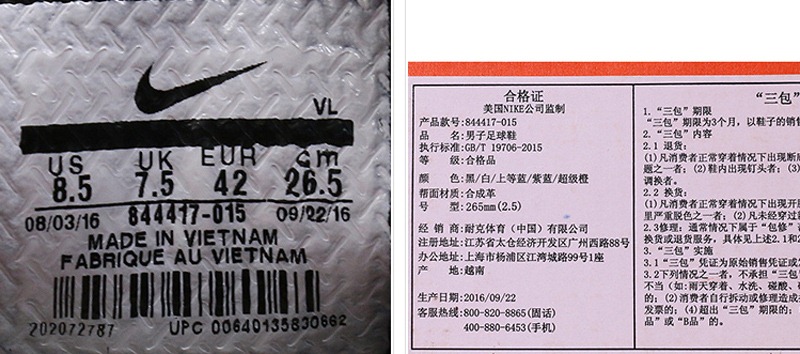 VL
US UK EUR cm
8.5 7.5 42 26.5
08/03/16 844417-015 09/22/16
MADE IN VIETNAM
FABRIQUE AU VIETNAM
202072787 UPC 00640135830662
合格证
美国NIKE公司监制
产品款号:844417-015
品 名:男子足球鞋
执行标准:GB/T 19706-2015
等 级:合格品
颜 色:黑/白/上等蓝/紫蓝/超级橙
帮面材质:合成革
号 型:265mm(2.5)
经 销 商:耐克体育（中国）有限公司
注册地址:江苏省太仓经济开发区广州西路88号
办公地址:上海市杨浦区江湾城路99号1座
产 地:越南
生产日期:2016/09/22
客服热线:800-820-8865(固话)
400-880-6453(手机)
“三包”
1. “三包”期限
“三包”期限为3个月，以鞋子的销售
2. “三包”内容
2.1 退货：
(1)凡消费者正常穿着情况下出现断
题之一者；(2)鞋内出现钉头者；(3)
调换者。
2.2 换货：
(1)凡消费者正常穿着情况下出现开
里严重脱色之一者；(2)凡未经穿过
2.3修理：通常情况下属于“包修”
换货或退货服务，具体见上述2.1和2
3. “三包”实施
3.1“三包”凭证为原始销售凭证或
3.2下列情况之一者，不承担“三包”
不当（如:雨天穿着、水洗、碰酸、
的；(2)消费者自行拆动或修理造成
发票的；(4)超出“三包”期限的；
品”或“B品”的。